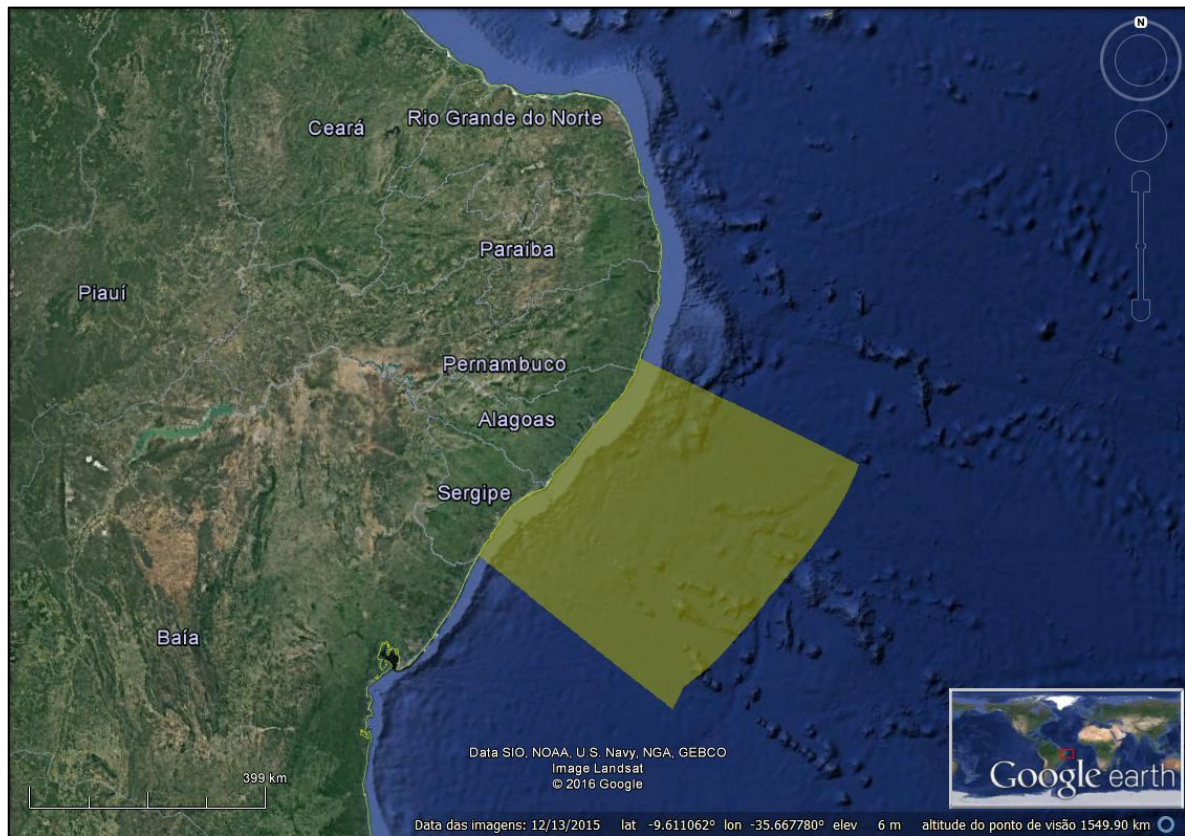 N
Rio Grande do Norte
Ceará
Paraíba
Piauí
Pernambuco
Alagoas
Sergipe
Baía
399 km
Data SIO, NOAA, U.S. Navy, NGA, GEBCO
Image Landsat
© 2016 Google
Google earth
Data das imagens: 12/13/2015 lat -9.611062° lon -35.667780° elev 6 m altitude do ponto de visão 1549.90 km